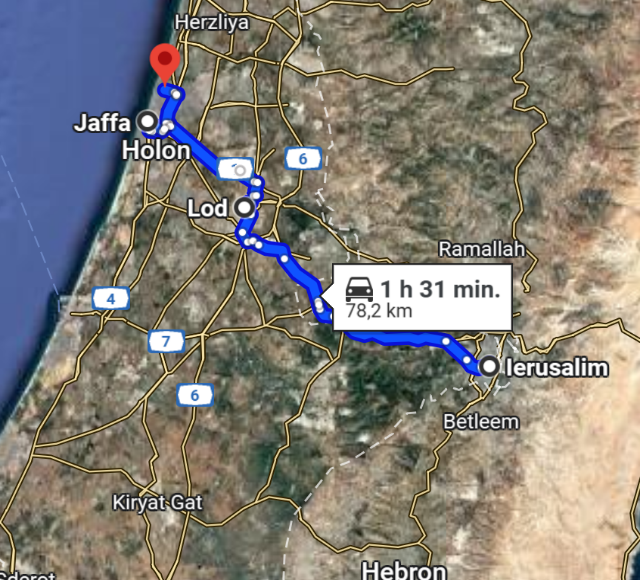 Herzliya
Jaffa
Holon
6
Lod
Ramallah
1 h 31 min.
78,2 km
4
7
6
Ierusalim
Betleem
Kiryat Gat
Hebron